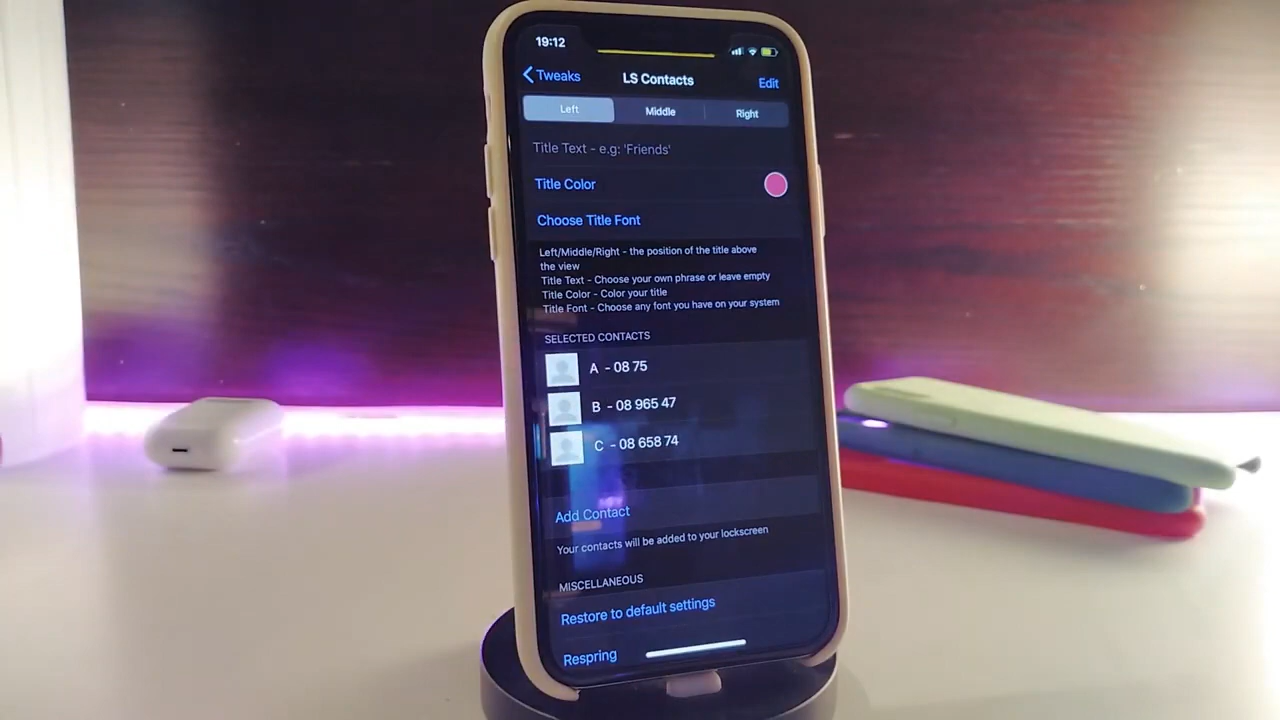 19:12
Tweaks
LS Contacts
Edit
Left
Middle
Right
Title Text - e.g: 'Friends'
Title Color
Choose Title Font
Left/Middle/Right - the position of the title above
the view
Title Text - Choose your own phrase or leave empty
Title Color - Color your title
Title Font - Choose any font you have on your system
SELECTED CONTACTS
A - 08 75
B - 08 965 47
C - 08 658 74
Add Contact
Your contacts will be added to your lockscreen
MISCELLANEOUS
Restore to default settings
Respring